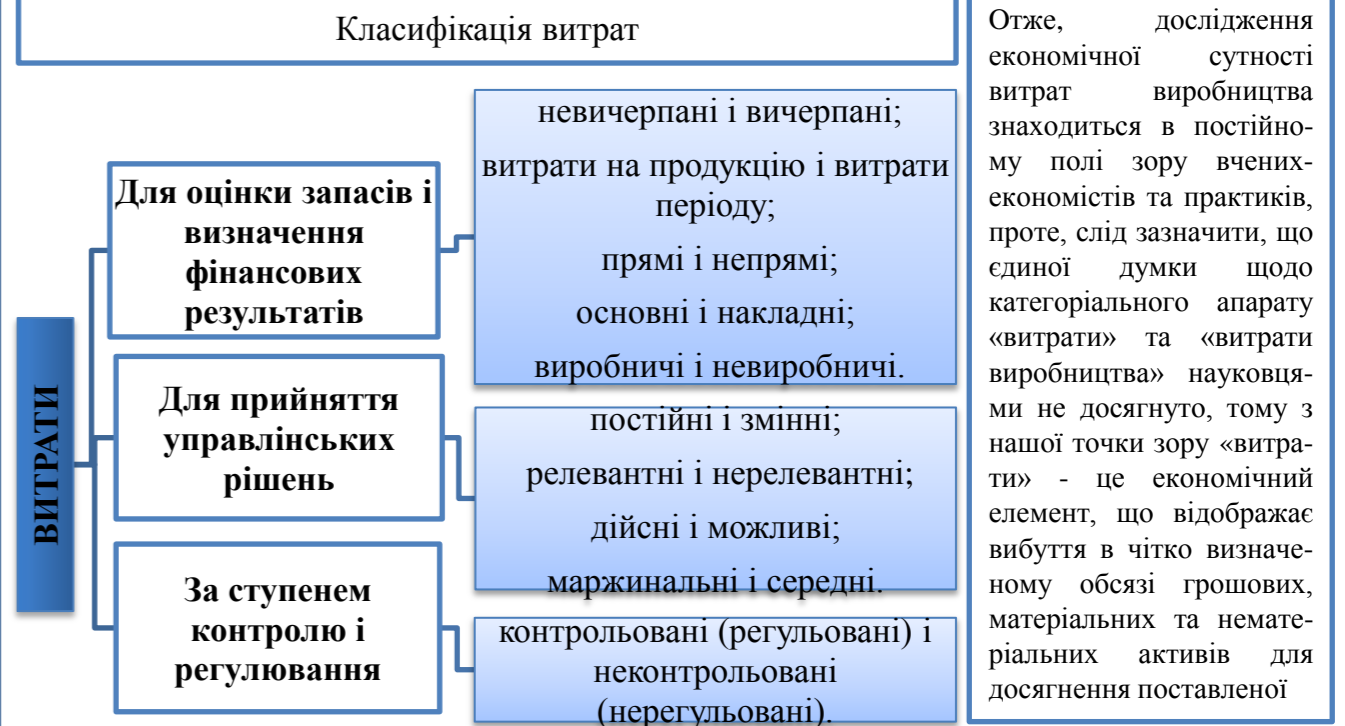 Класифікація витрат
ВИТРАТИ
Для оцінки запасів і
визначення
фінансових
результатів
невичерпані і вичерпані;
витрати на продукцію і витрати
періоду;
прямі і непрямі;
основні і накладні;
виробничі і невиробничі.
Для прийняття
управлінських
рішень
постійні і змінні;
релевантні і нерелевантні;
дійсні і можливі;
маржинальні і середні.
За ступенем
контролю і
регулювання
контрольовані (регульовані) і
неконтрольовані
(нерегульовані).
Отже, дослідження
економічної сутності
витрат виробництва
знаходиться в постійно-
му полі зору вчених-
економістів та практиків,
проте, слід зазначити, що
єдиної думки щодо
категоріального апарату
«витрати» та «витрати
виробництва» науковця-
ми не досягнуто, тому з
нашої точки зору «витра-
ти» - це економічний
елемент, що відображає
вибуття в чітко визначе-
ному обсязі грошових,
матеріальних та немате-
ріальних активів для
досягнення поставленої